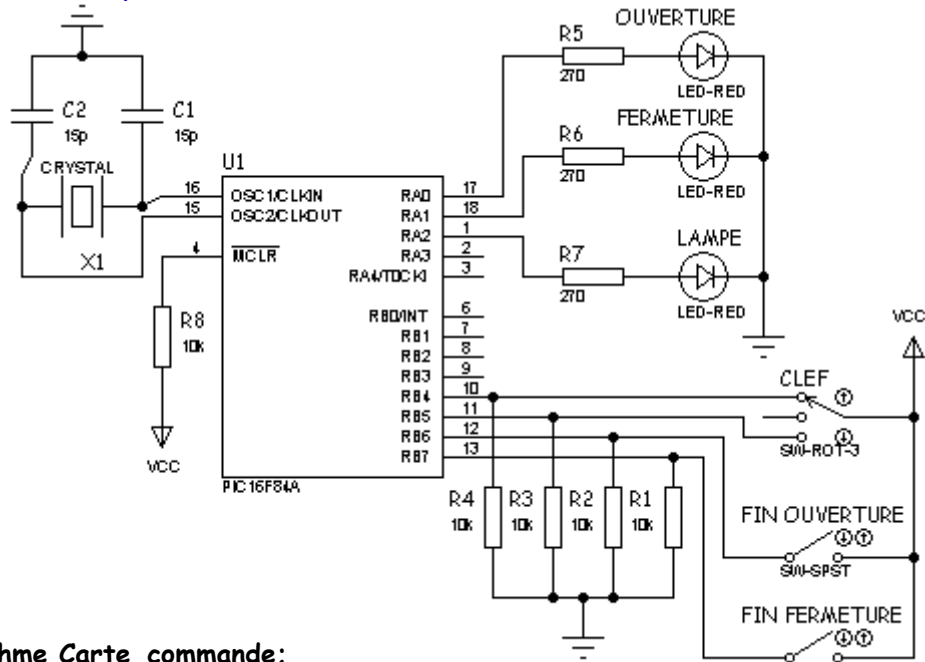 OUVERTURE
R5
270
LED-RED
C2
15p
C1
15p
FERMETURE
R6
270
LED-RED
CRYSTAL
X1
U1
16
OSC1/CLKIN
15
OSC2/CLKOUT
4
MCLR
RA0
17
RA1
18
RA2
1
RA3
2
RA4/T0CKI
3
RB0/INT
6
RB1
7
RB2
8
RB3
9
RB4
10
RB5
11
RB6
12
RB7
13
PIC16F84A
LAMPE
R7
270
LED-RED
R8
10k
VCC
VCC
CLEF
SW-ROT-3
R4
10k
R3
10k
R2
10k
R1
10k
FIN OUVERTURE
SW-SPST
FIN FERMETURE
hme Carte commande;